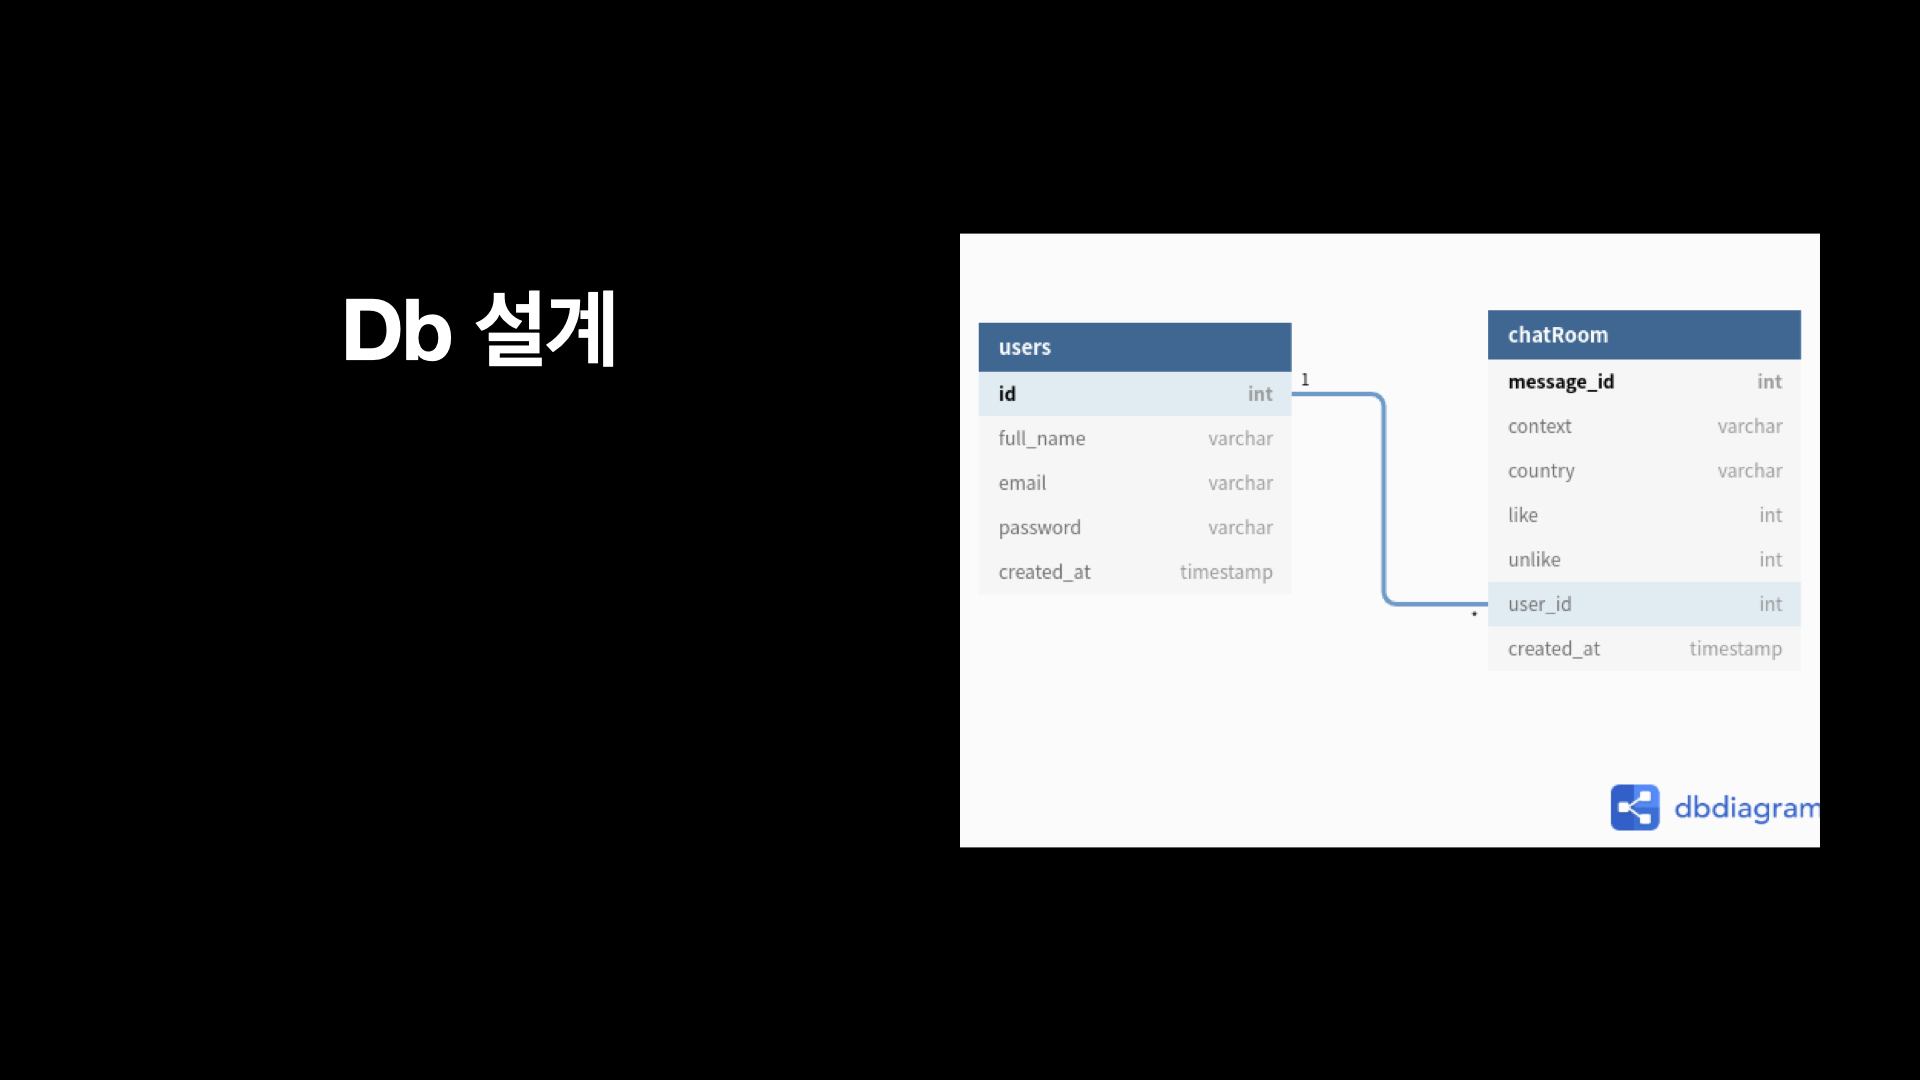 Db 설계
users
id int
full_name varchar
email varchar
password varchar
created_at timestamp
1
*
chatRoom
message_id int
context varchar
country varchar
like int
unlike int
user_id int
created_at timestamp
dbdiagram